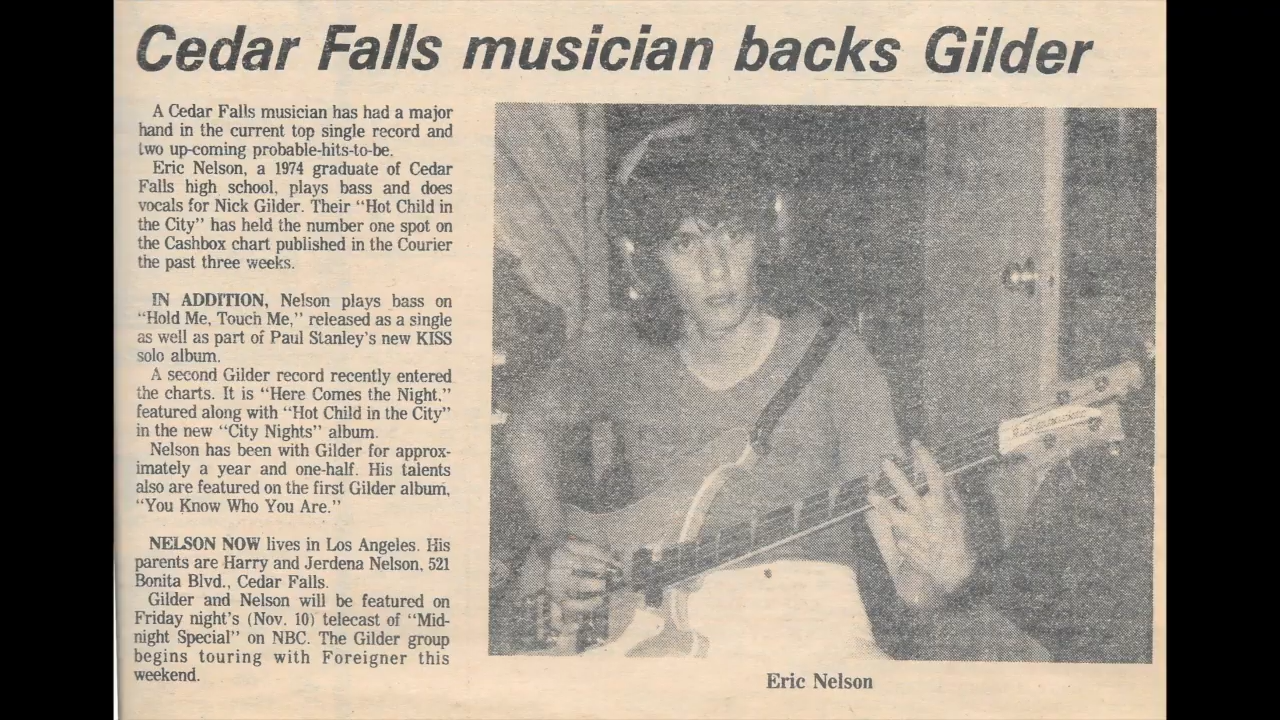 Cedar Falls musician backs Gilder
A Cedar Falls musician has had a major
hand in the current top single record and
two up-coming probable-hits-to-be.
Eric Nelson, a 1974 graduate of Cedar
Falls high school, plays bass and does
vocals for Nick Gilder. Their "Hot Child in
the City" has held the number one spot on
the Cashbox chart published in the Courier
the past three weeks.
IN ADDITION, Nelson plays bass on
"Hold Me, Touch Me," released as a single
as well as part of Paul Stanley's new KISS
solo album.
A second Gilder record recently entered
the charts. It is "Here Comes the Night,"
featured along with "Hot Child in the City"
in the new "City Nights" album.
Nelson has been with Gilder for approx-
imately a year and one-half. His talents
also are featured on the first Gilder album,
"You Know Who You Are."
NELSON NOW lives in Los Angeles. His
parents are Harry and Jerdena Nelson, 521
Bonita Blvd., Cedar Falls.
Gilder and Nelson will be featured on
Friday night's (Nov. 10) telecast of "Mid-
night Special" on NBC. The Gilder group
begins touring with Foreigner this
weekend.
Rickenbacker
Eric Nelson